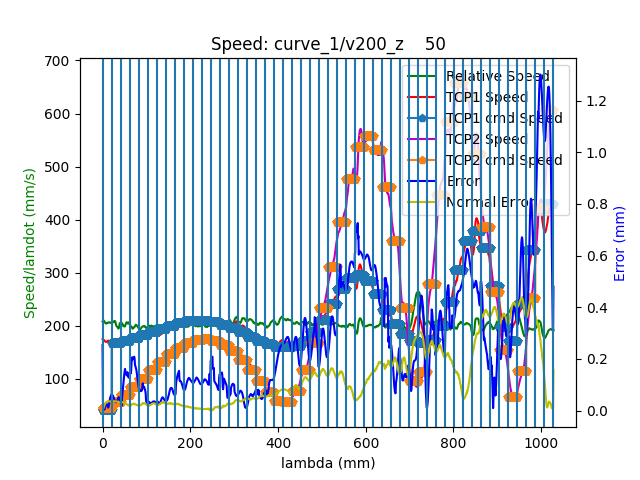 Speed: curve_1/v200_z    50
700
600
500
400
300
200
100
Speed/lamdot (mm/s)
Relative Speed
TCP1 Speed
TCP1 cmd Speed
TCP2 Speed
TCP2 cmd Speed
Error
Normal Error
1.2
1.0
0.8
0.6
0.4
0.2
0.0
Error (mm)
0 200 400 600 800 1000
lambda (mm)